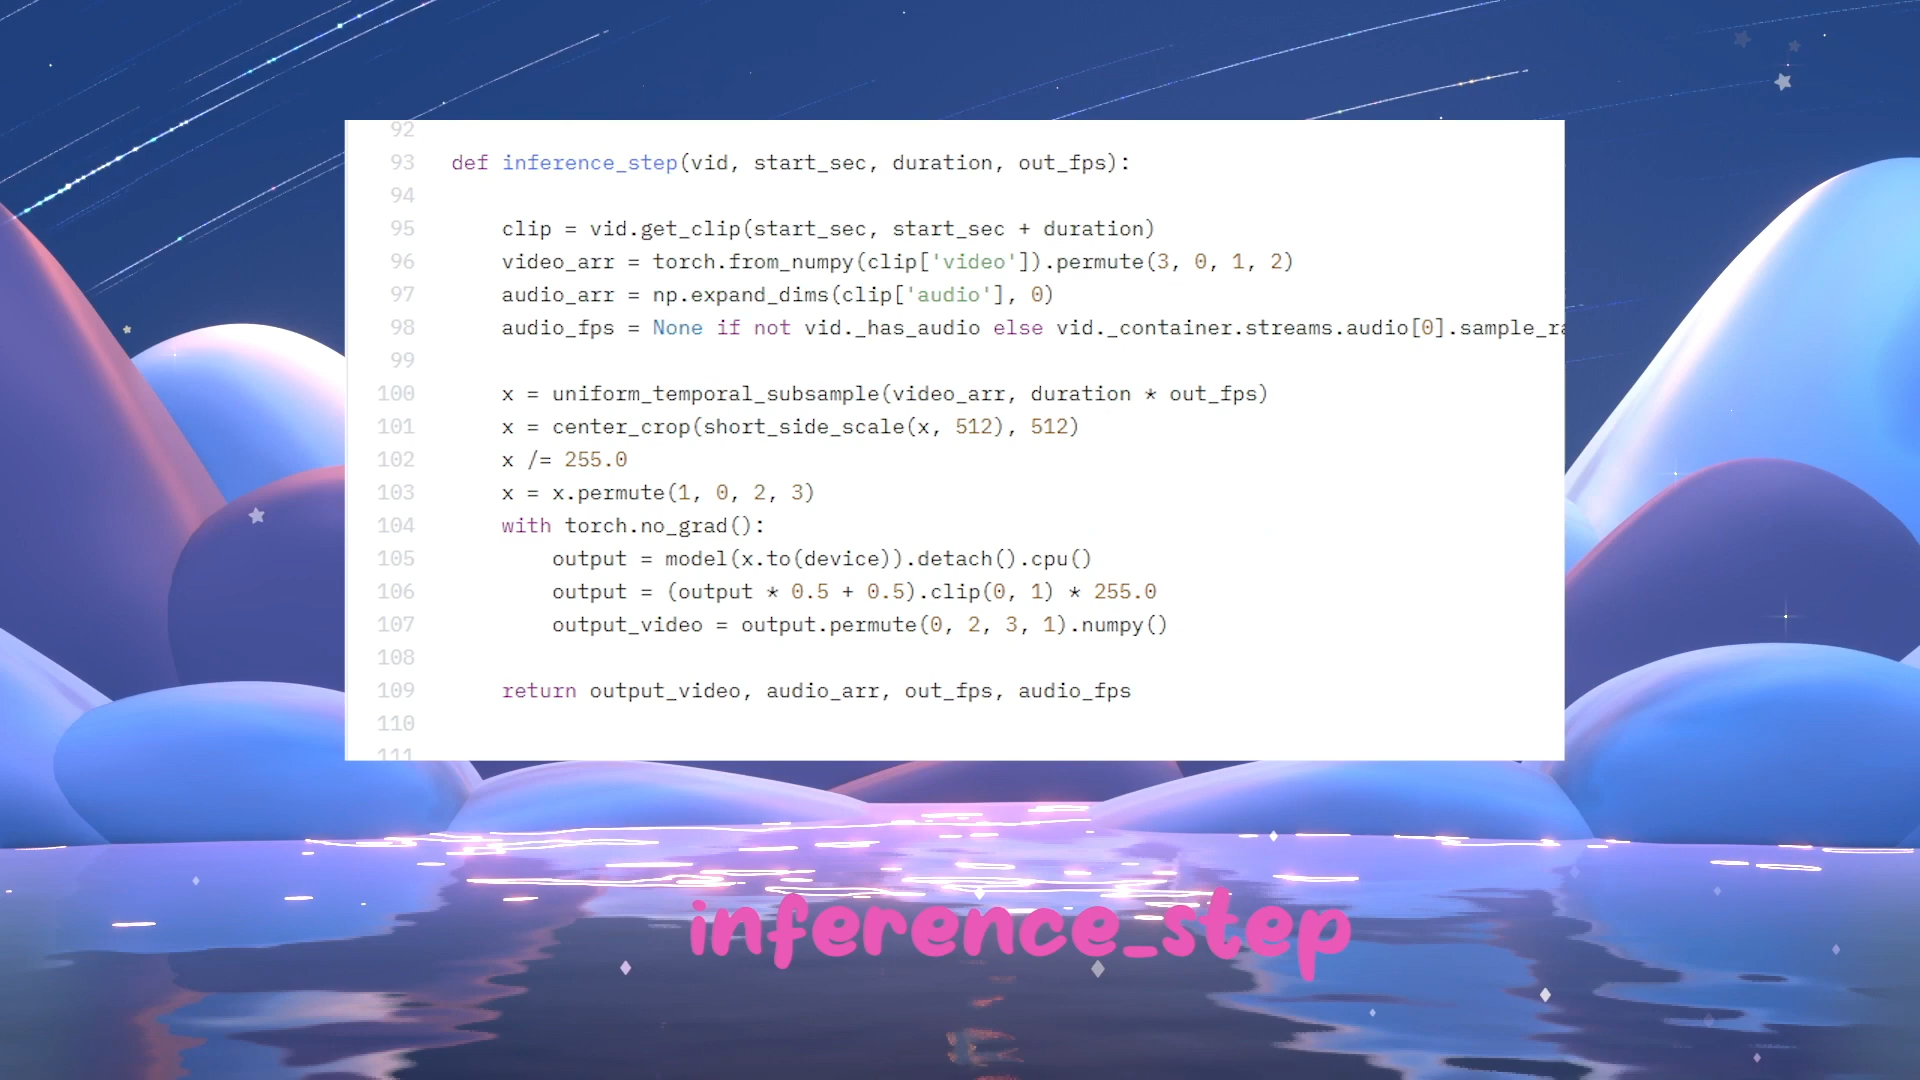 92
93 def inference_step(vid, start_sec, duration, out_fps):
94
95 clip = vid.get_clip(start_sec, start_sec + duration)
96 video_arr = torch.from_numpy(clip['video']).permute(3, 0, 1, 2)
97 audio_arr = np.expand_dims(clip['audio'], 0)
98 audio_fps = None if not vid._has_audio else vid._container.streams.audio[0].sample_ra
99
100 x = uniform_temporal_subsample(video_arr, duration * out_fps)
101 x = center_crop(short_side_scale(x, 512), 512)
102 x /= 255.0
103 x = x.permute(1, 0, 2, 3)
104 with torch.no_grad():
105 output = model(x.to(device)).detach().cpu()
106 output = (output * 0.5 + 0.5).clip(0, 1) * 255.0
107 output_video = output.permute(0, 2, 3, 1).numpy()
108
109 return output_video, audio_arr, out_fps, audio_fps
110
111
inference_step